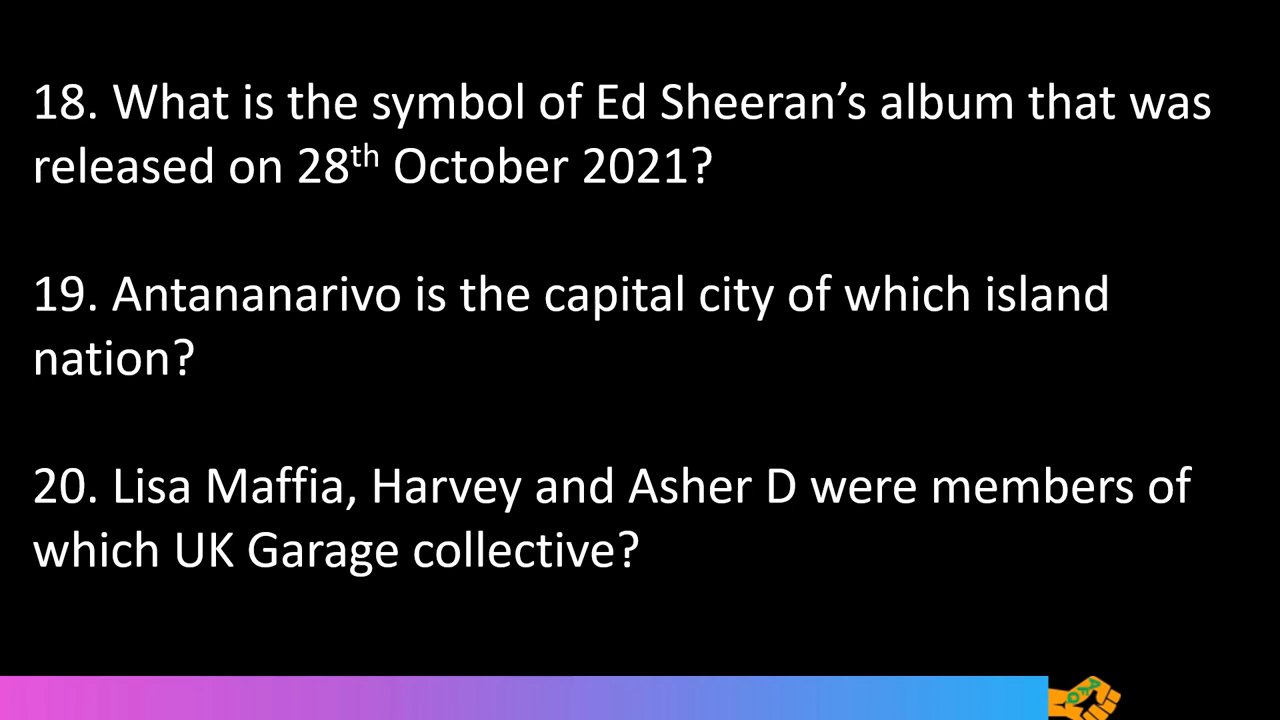 18. What is the symbol of Ed Sheeran’s album that was
released on 28th October 2021?
19. Antananarivo is the capital city of which island
nation?
20. Lisa Maffia, Harvey and Asher D were members of
which UK Garage collective?